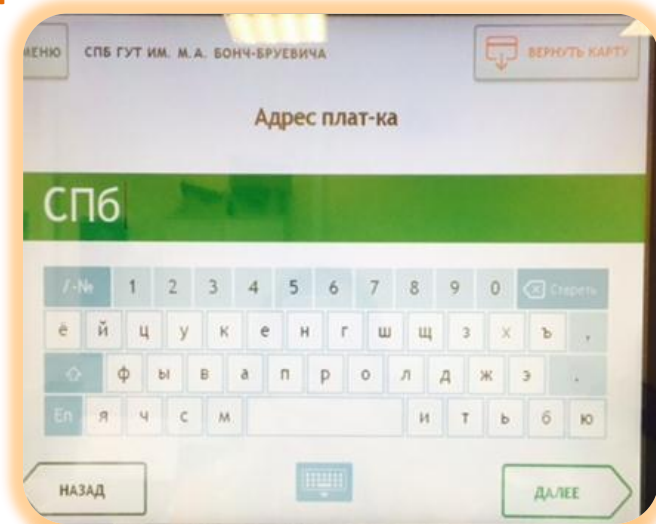 МЕНЮ
СПБ ГУТ ИМ. М.А. БОНЧ-БРУЕВИЧА
ВЕРНУТЬ КАРТУ
Адрес плат-ка
СПб
/-№ 1 2 3 4 5 6 7 8 9 0 Стереть
ё й ц у к е н г ш щ з х ъ ,
ф ы в а п р о л д ж э .
En я ч с м и т ь б ю
НАЗАД
ДАЛЕЕ